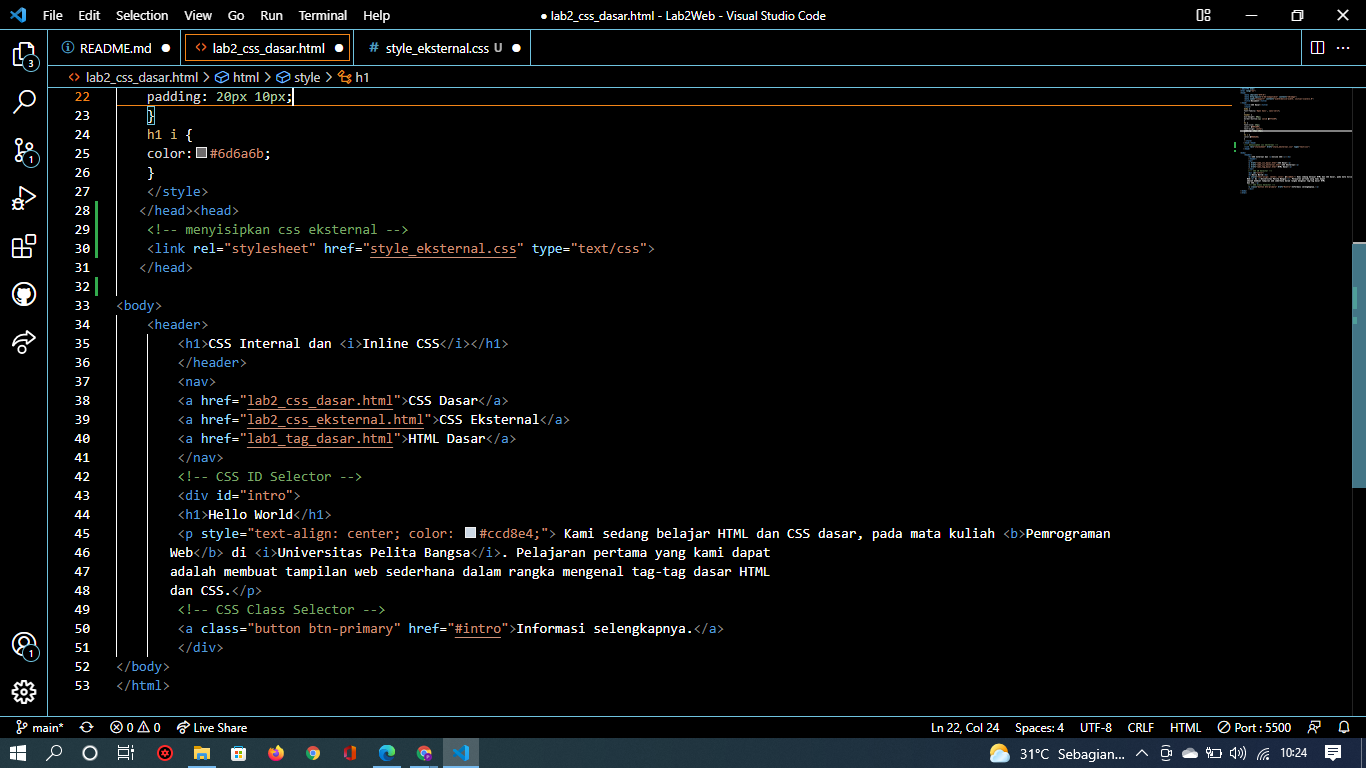 File Edit Selection View Go Run Terminal Help ● lab2_css_dasar.html - Lab2Web - Visual Studio Code
README.md ● <> lab2_css_dasar.html ● # style_eksternal.css U ●
<> lab2_css_dasar.html > html > style > h1
22 padding: 20px 10px;
23 }
24 h1 i {
25 color: #6d6a6b;
26 }
27 </style>
28 </head><head>
29 <!-- menyisipkan css eksternal -->
30 <link rel="stylesheet" href="style_eksternal.css" type="text/css">
31 </head>
32
33 <body>
34 <header>
35 <h1>CSS Internal dan <i>Inline CSS</i></h1>
36 </header>
37 <nav>
38 <a href="lab2_css_dasar.html">CSS Dasar</a>
39 <a href="lab2_css_eksternal.html">CSS Eksternal</a>
40 <a href="lab1_tag_dasar.html">HTML Dasar</a>
41 </nav>
42 <!-- CSS ID Selector -->
43 <div id="intro">
44 <h1>Hello World</h1>
45 <p style="text-align: center; color: #ccd8e4;"> Kami sedang belajar HTML dan CSS dasar, pada mata kuliah <b>Pemrograman
46 Web</b> di <i>Universitas Pelita Bangsa</i>. Pelajaran pertama yang kami dapat
47 adalah membuat tampilan web sederhana dalam rangka mengenal tag-tag dasar HTML
48 dan CSS.</p>
49 <!-- CSS Class Selector -->
50 <a class="button btn-primary" href="#intro">Informasi selengkapnya.</a>
51 </div>
52 </body>
53 </html>
3
1
1
main* 0 0 Live Share Ln 22, Col 24 Spaces: 4 UTF-8 CRLF HTML Port : 5500
31°C Sebagian... 10:24